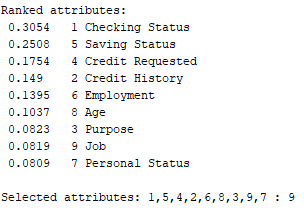 Ranked attributes:
0.3054 1 Checking Status
0.2508 5 Saving Status
0.1754 4 Credit Requested
0.149 2 Credit History
0.1395 6 Employment
0.1037 8 Age
0.0823 3 Purpose
0.0819 9 Job
0.0809 7 Personal Status
Selected attributes: 1,5,4,2,6,8,3,9,7 : 9